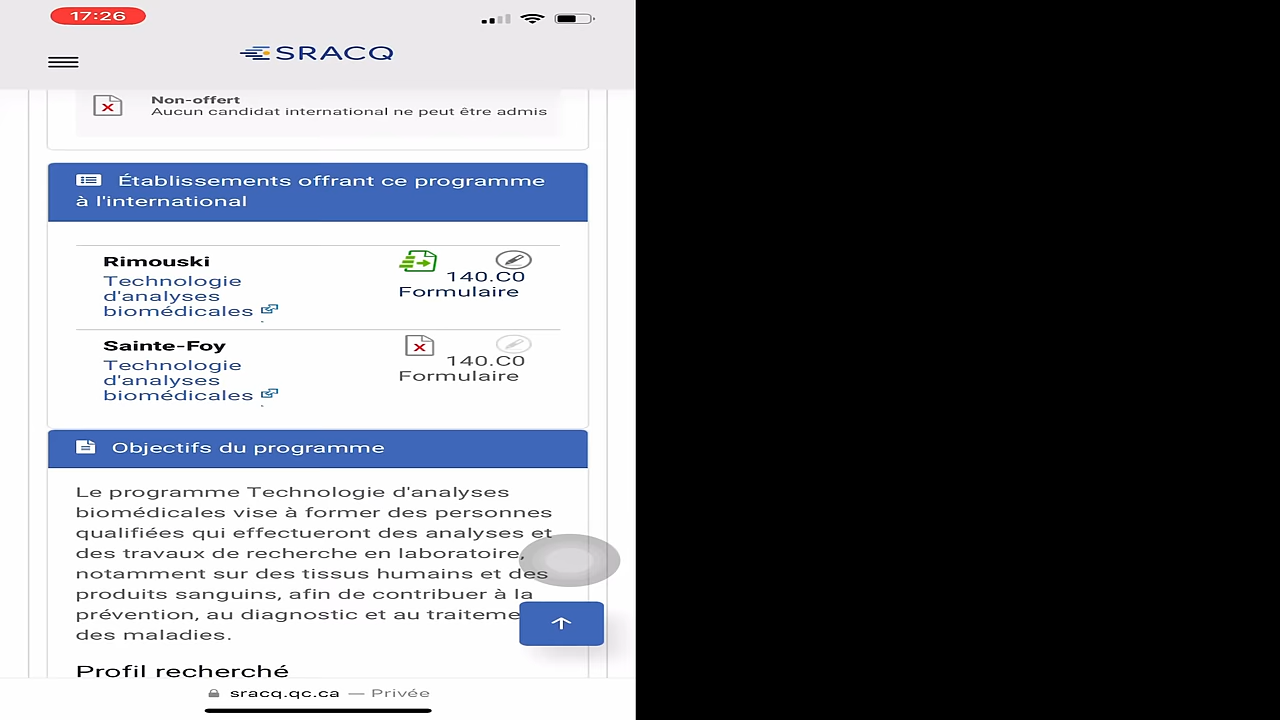 17:26
SRACQ
Non-offert
Aucun candidat international ne peut être admis
Établissements offrant ce programme
à l'international
Rimouski
Technologie
d'analyses
biomédicales
140.C0
Formulaire
Sainte-Foy
Technologie
d'analyses
biomédicales
140.C0
Formulaire
Objectifs du programme
Le programme Technologie d'analyses
biomédicales vise à former des personnes
qualifiées qui effectueront des analyses et
des travaux de recherche en laboratoire,
notamment sur des tissus humains et des
produits sanguins, afin de contribuer à la
prévention, au diagnostic et au traiteme
des maladies.
Profil recherché
sracq.qc.ca — Privée